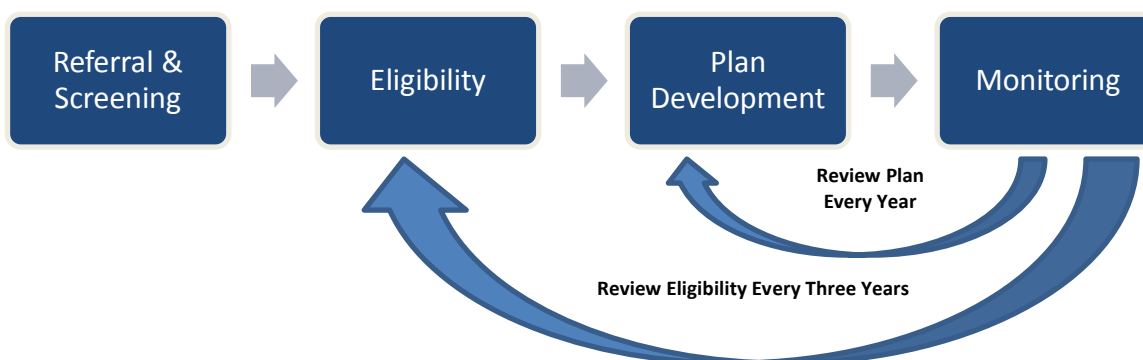 Referral &
Screening
Eligibility
Plan
Development
Monitoring
Review Plan
Every Year
Review Eligibility Every Three Years